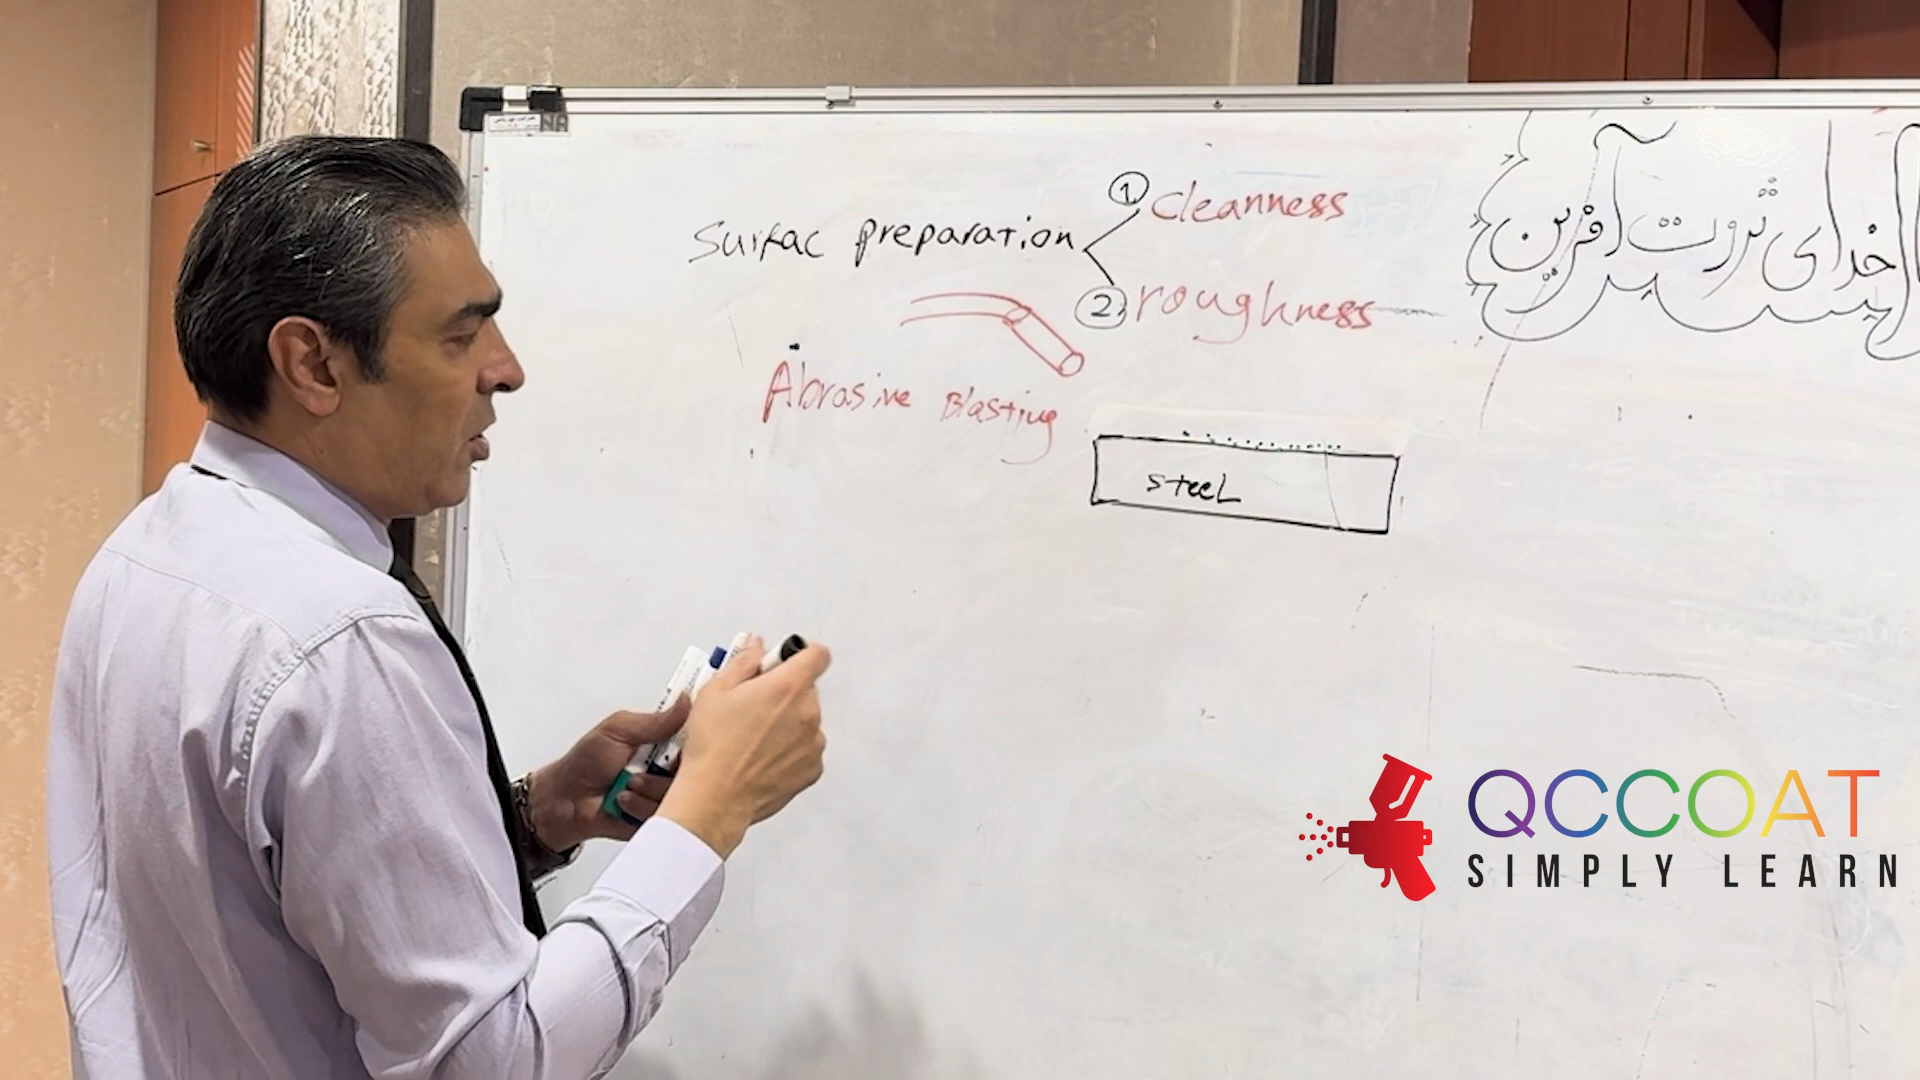 ① cleanness
Surfac preparation
② roughness
Abrasive Blasting
steel
خدای ثروت آفرین
QCCOAT
SIMPLY LEARN